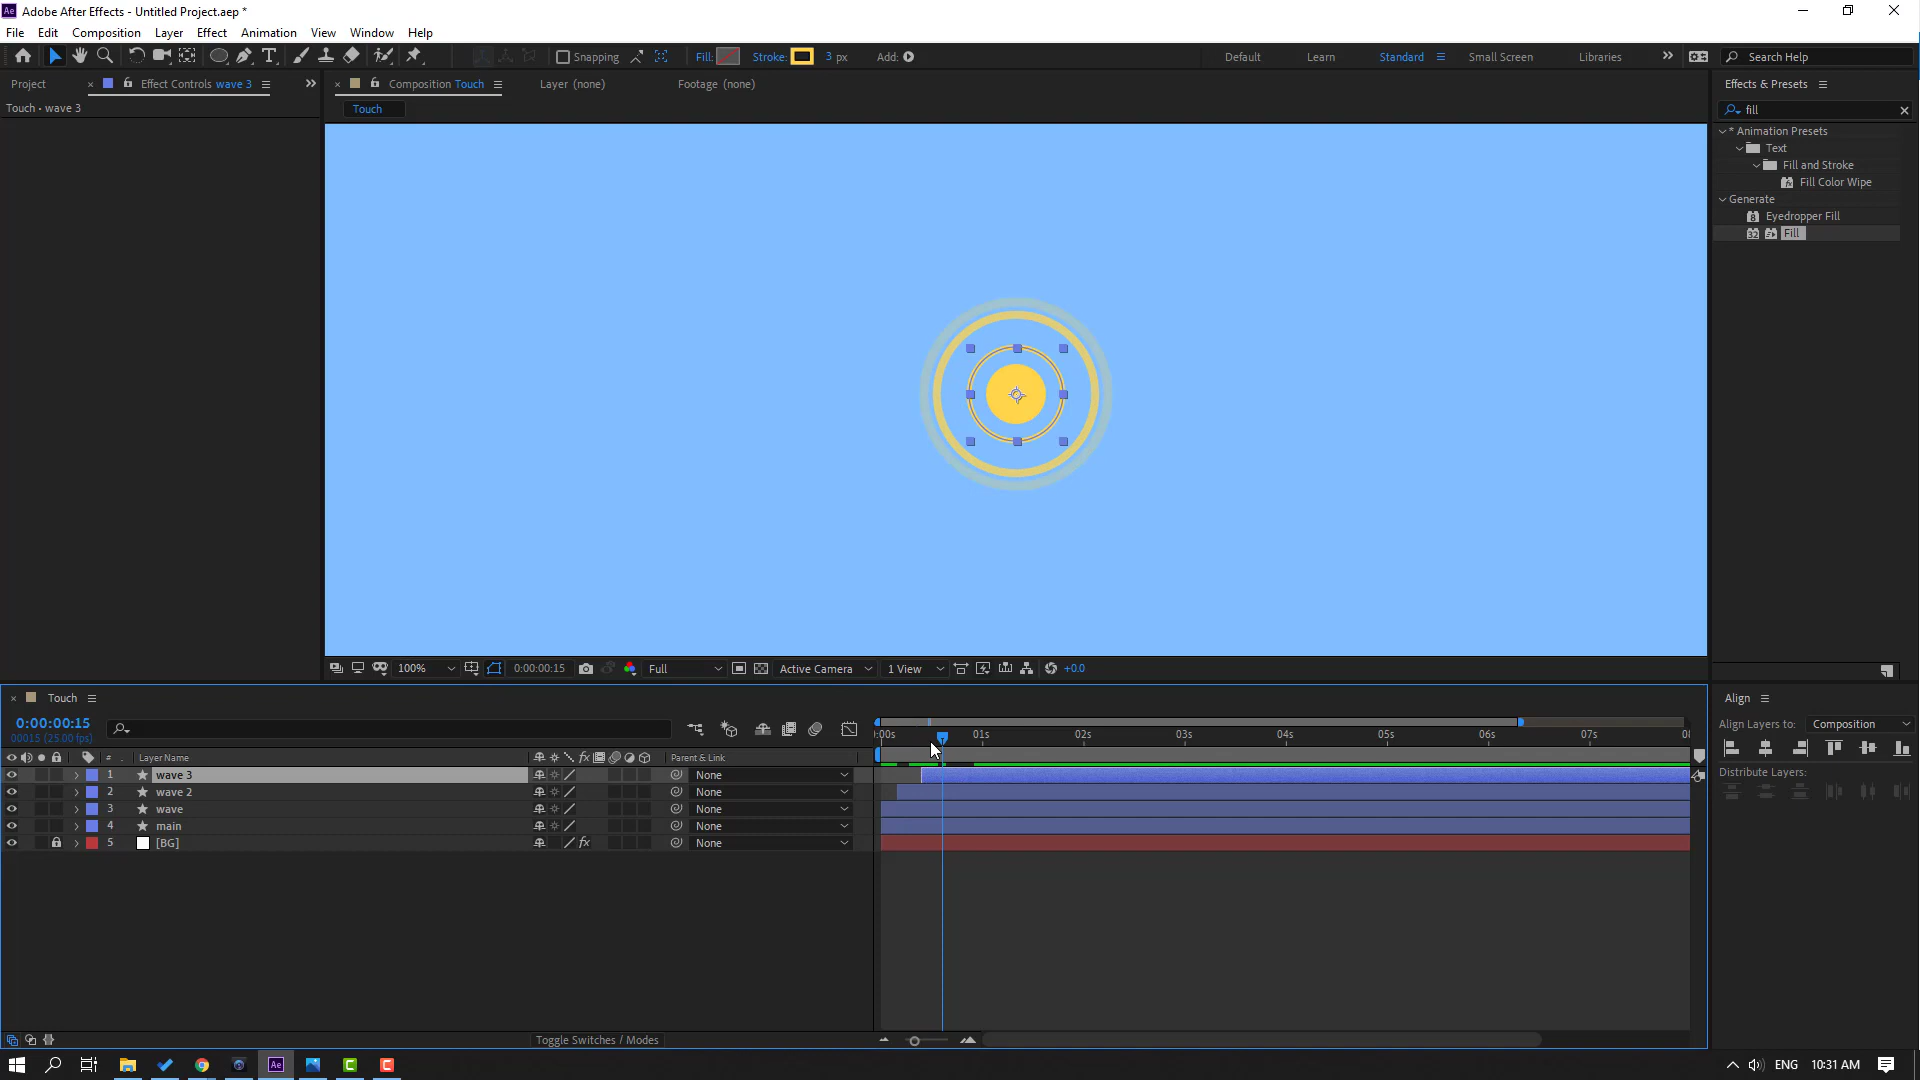 Ae Adobe After Effects - Untitled Project.aep *
File Edit Composition Layer Effect Animation View Window Help
Snapping Fill: Stroke: 3 px Add: Default Learn Standard Small Screen Libraries Search Help
Project Effect Controls wave 3 Composition Touch Layer (none) Footage (none) Effects & Presets
Touch • wave 3 Touch fill
* Animation Presets
Text
Fill and Stroke
Fill Color Wipe
Generate
Eyedropper Fill
Fill
100% 0:00:00:15 Full Active Camera 1 View +0.0
Touch Align
0:00:00:15
00015 (25.00 fps)
:00s 01s 02s 03s 04s 05s 06s 07s
Align Layers to: Composition
# Layer Name Parent & Link
1 wave 3 None
2 wave 2 None
3 wave None
4 main None
5 [BG] None
Distribute Layers:
Toggle Switches / Modes
Ae ENG 10:31 AM